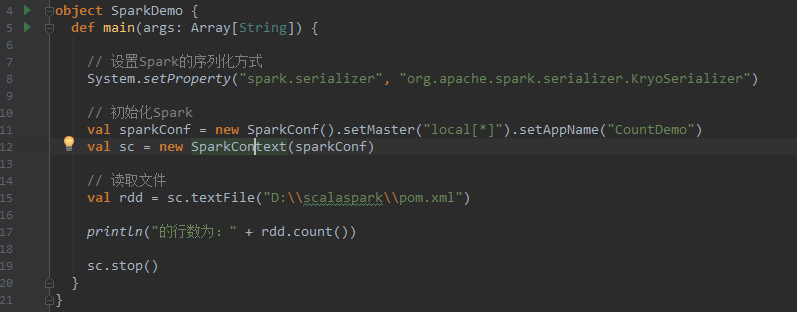 4 object SparkDemo {
5 def main(args: Array[String]) {
6
7 // 设置Spark的序列化方式
8 System.setProperty("spark.serializer", "org.apache.spark.serializer.KryoSerializer")
9
10 // 初始化Spark
11 val sparkConf = new SparkConf().setMaster("local[*]").setAppName("CountDemo")
12 val sc = new SparkContext(sparkConf)
13
14 // 读取文件
15 val rdd = sc.textFile("D:\\scalaspark\\pom.xml")
16
17 println("的行数为: " + rdd.count())
18
19 sc.stop()
20 }
21 }